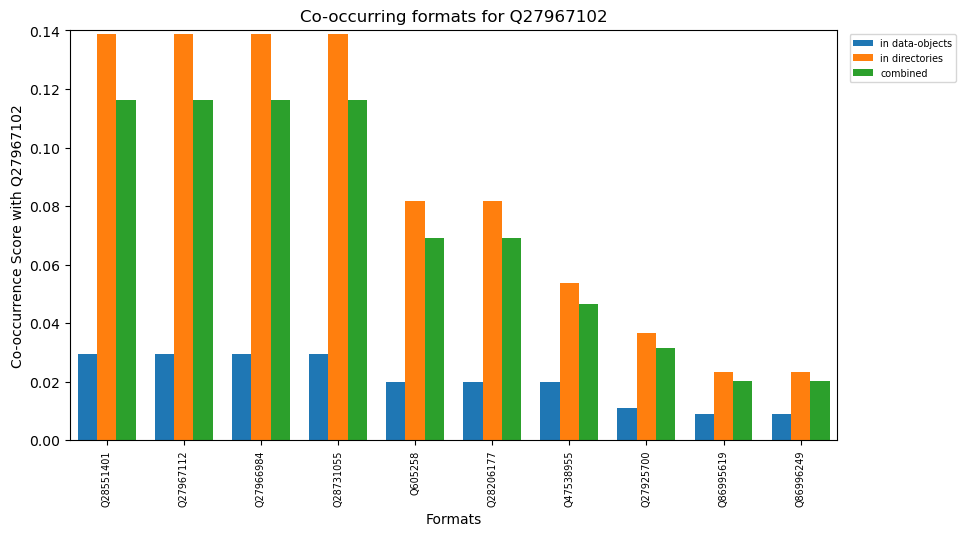 Co-occurring formats for Q27967102
0.14
0.12
0.10
0.08
0.06
0.04
0.02
0.00
Co-occurrence Score with Q27967102
in data-objects
in directories
combined
Q28551401
Q27967112
Q27966984
Q28731055
Q605258
Q28206177
Q47538955
Q27925700
Q86995619
Q86996249
Formats